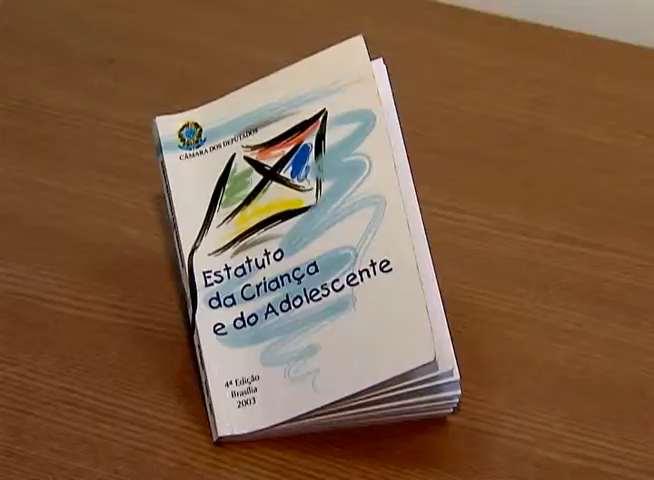 CÂMARA DOS DEPUTADOS
Estatuto
da Criança
e do Adolescente
4ª Edição
Brasília
2003